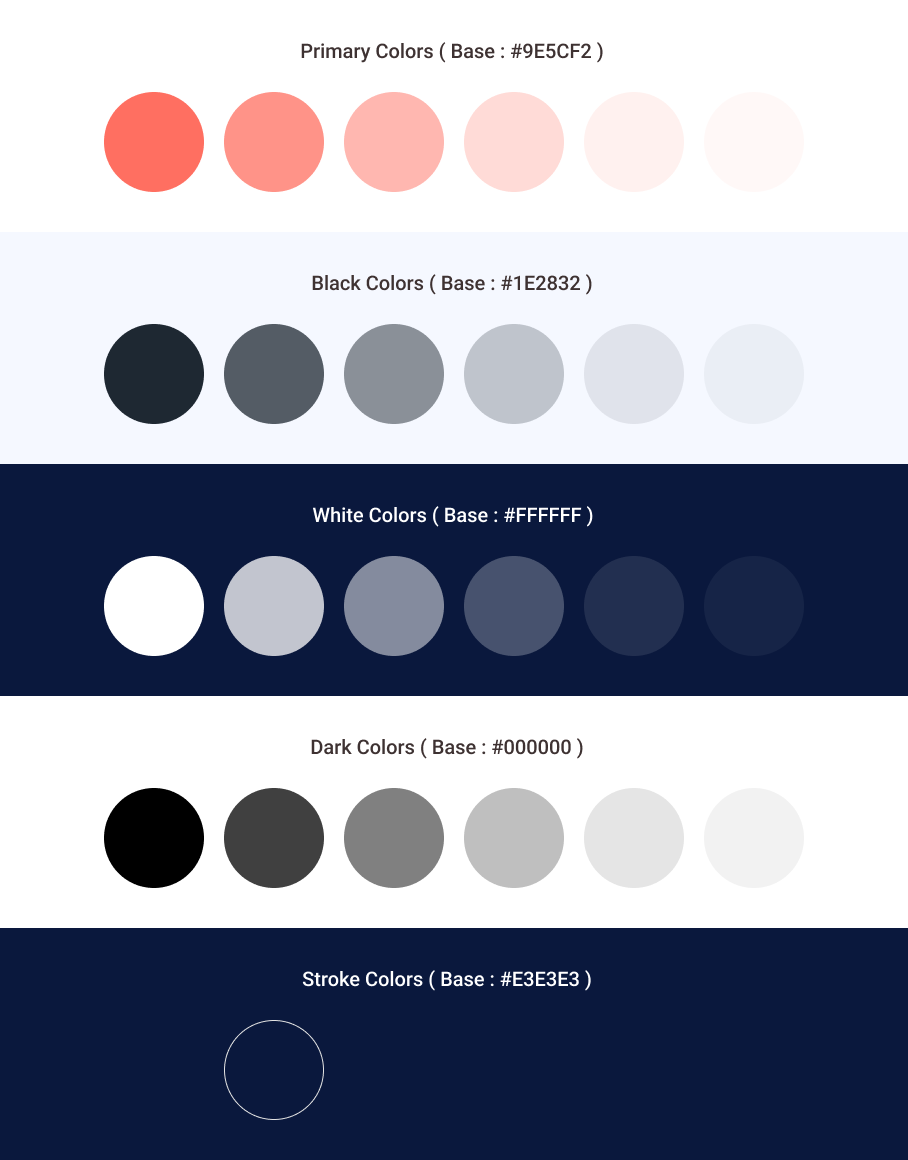 Primary Colors ( Base : #9E5CF2 )
Black Colors ( Base : #1E2832 )
White Colors ( Base : #FFFFFF )
Dark Colors ( Base : #000000 )
Stroke Colors ( Base : #E3E3E3 )